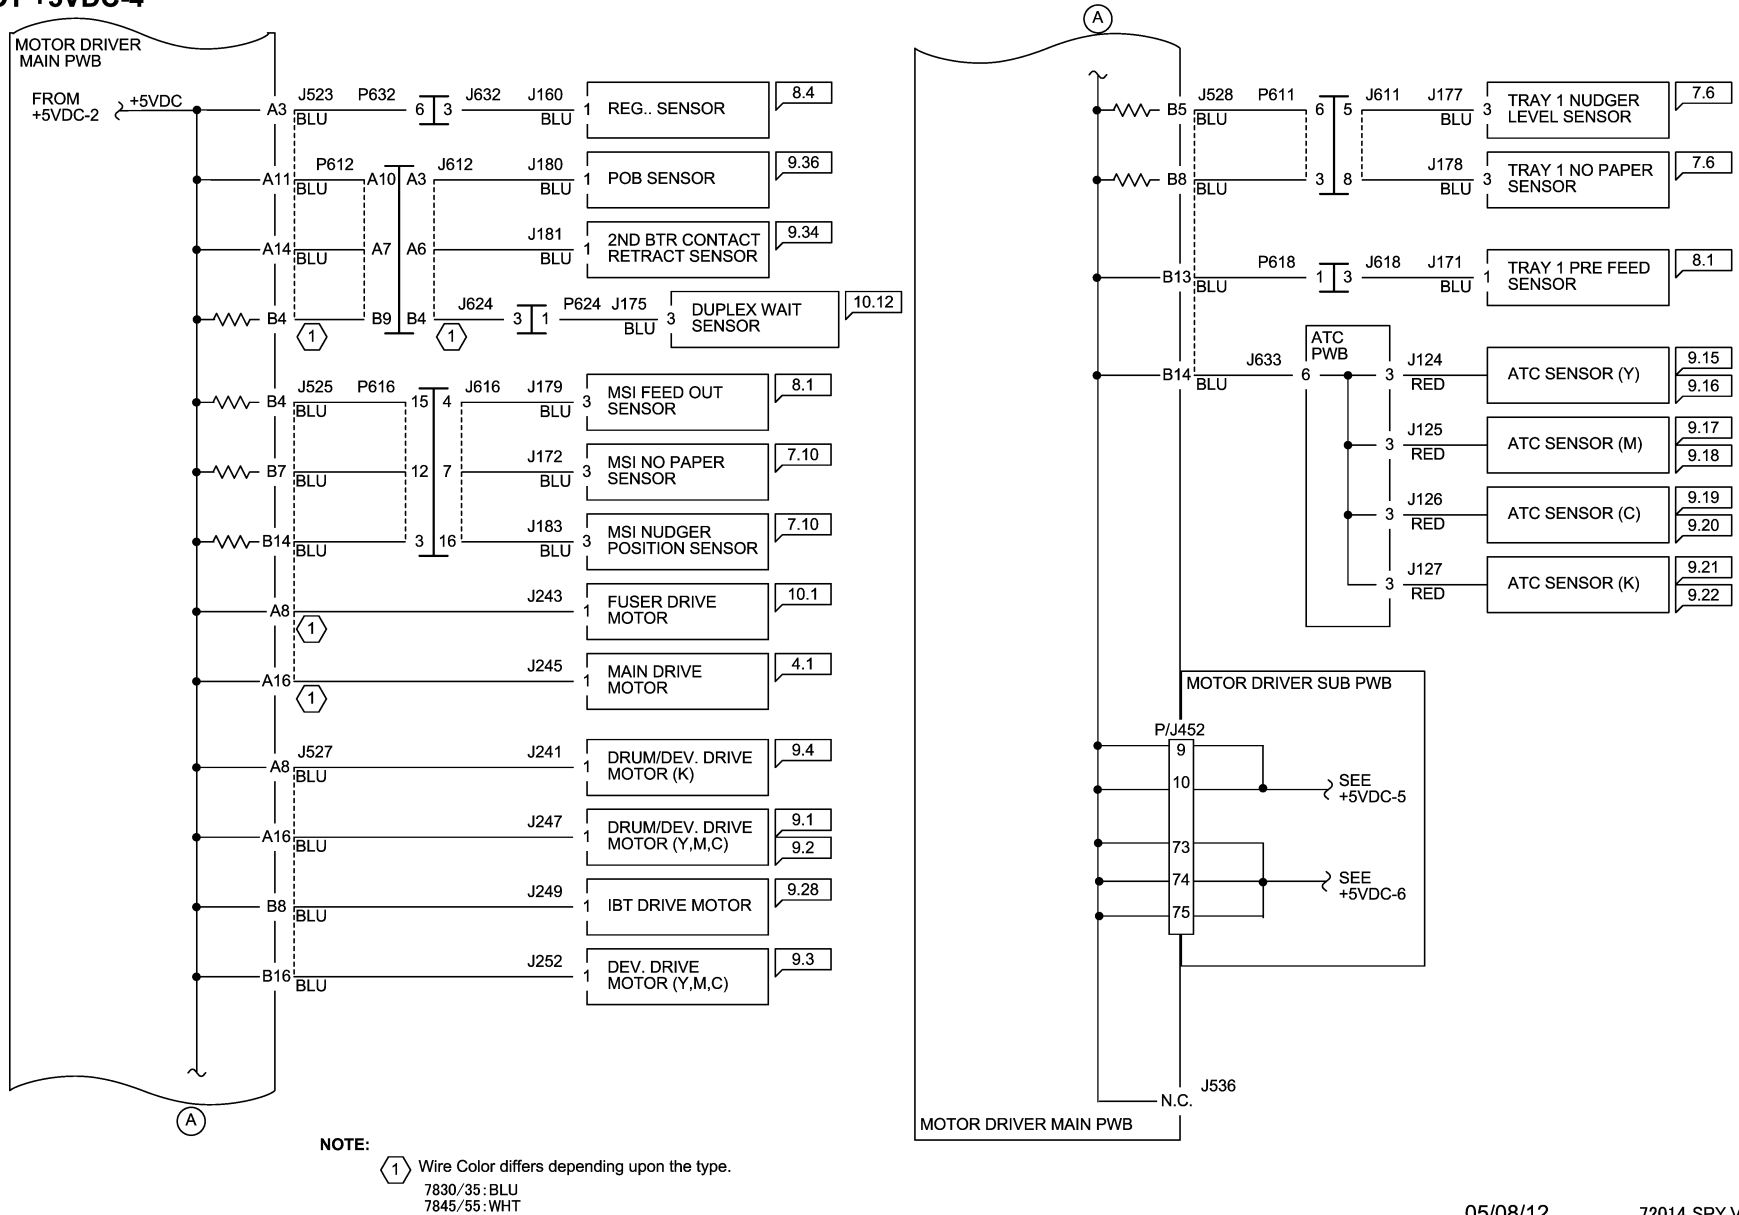 +5VDC-4
MOTOR DRIVER
MAIN PWB
FROM
+5VDC-2
+5VDC
A3 J523 BLU P632 6 3 J632 J160 BLU 1
REG.. SENSOR
8.4
A11 BLU P612 A10 A3 J612 J180 BLU 1
POB SENSOR
9.36
A14 BLU A7 A6 J181 BLU 1
2ND BTR CONTACT
RETRACT SENSOR
9.34
B4 1 B9 B4 1 J624 3 1 P624 J175 BLU 3
DUPLEX WAIT
SENSOR
10.12
B4 J525 BLU P616 15 4 J616 J179 BLU 3
MSI FEED OUT
SENSOR
8.1
B7 BLU 12 7 J172 BLU 3
MSI NO PAPER
SENSOR
7.10
B14 BLU 3 16 J183 BLU 3
MSI NUDGER
POSITION SENSOR
7.10
A8 1 J243 1
FUSER DRIVE
MOTOR
10.1
A16 1 J245 1
MAIN DRIVE
MOTOR
4.1
A8 J527 BLU J241 1
DRUM/DEV. DRIVE
MOTOR (K)
9.4
A16 BLU J247 1
DRUM/DEV. DRIVE
MOTOR (Y,M,C)
9.1
9.2
B8 BLU J249 1
IBT DRIVE MOTOR
9.28
B16 BLU J252 1
DEV. DRIVE
MOTOR (Y,M,C)
9.3
A
NOTE:
1 Wire Color differs depending upon the type.
7830/35:BLU
7845/55:WHT
A
B5 J528 BLU P611 6 5 J611 J177 BLU 3
TRAY 1 NUDGER
LEVEL SENSOR
7.6
B8 BLU 3 8 J178 BLU 3
TRAY 1 NO PAPER
SENSOR
7.6
B13 BLU P618 1 3 J618 J171 BLU 1
TRAY 1 PRE FEED
SENSOR
8.1
ATC
PWB
B14 BLU J633 6 3 J124 RED
ATC SENSOR (Y)
9.15
9.16
3 J125 RED
ATC SENSOR (M)
9.17
9.18
3 J126 RED
ATC SENSOR (C)
9.19
9.20
3 J127 RED
ATC SENSOR (K)
9.21
9.22
MOTOR DRIVER SUB PWB
P/J452
9
10
SEE
+5VDC-5
73
74
75
SEE
+5VDC-6
N.C. J536
MOTOR DRIVER MAIN PWB
05/08/12